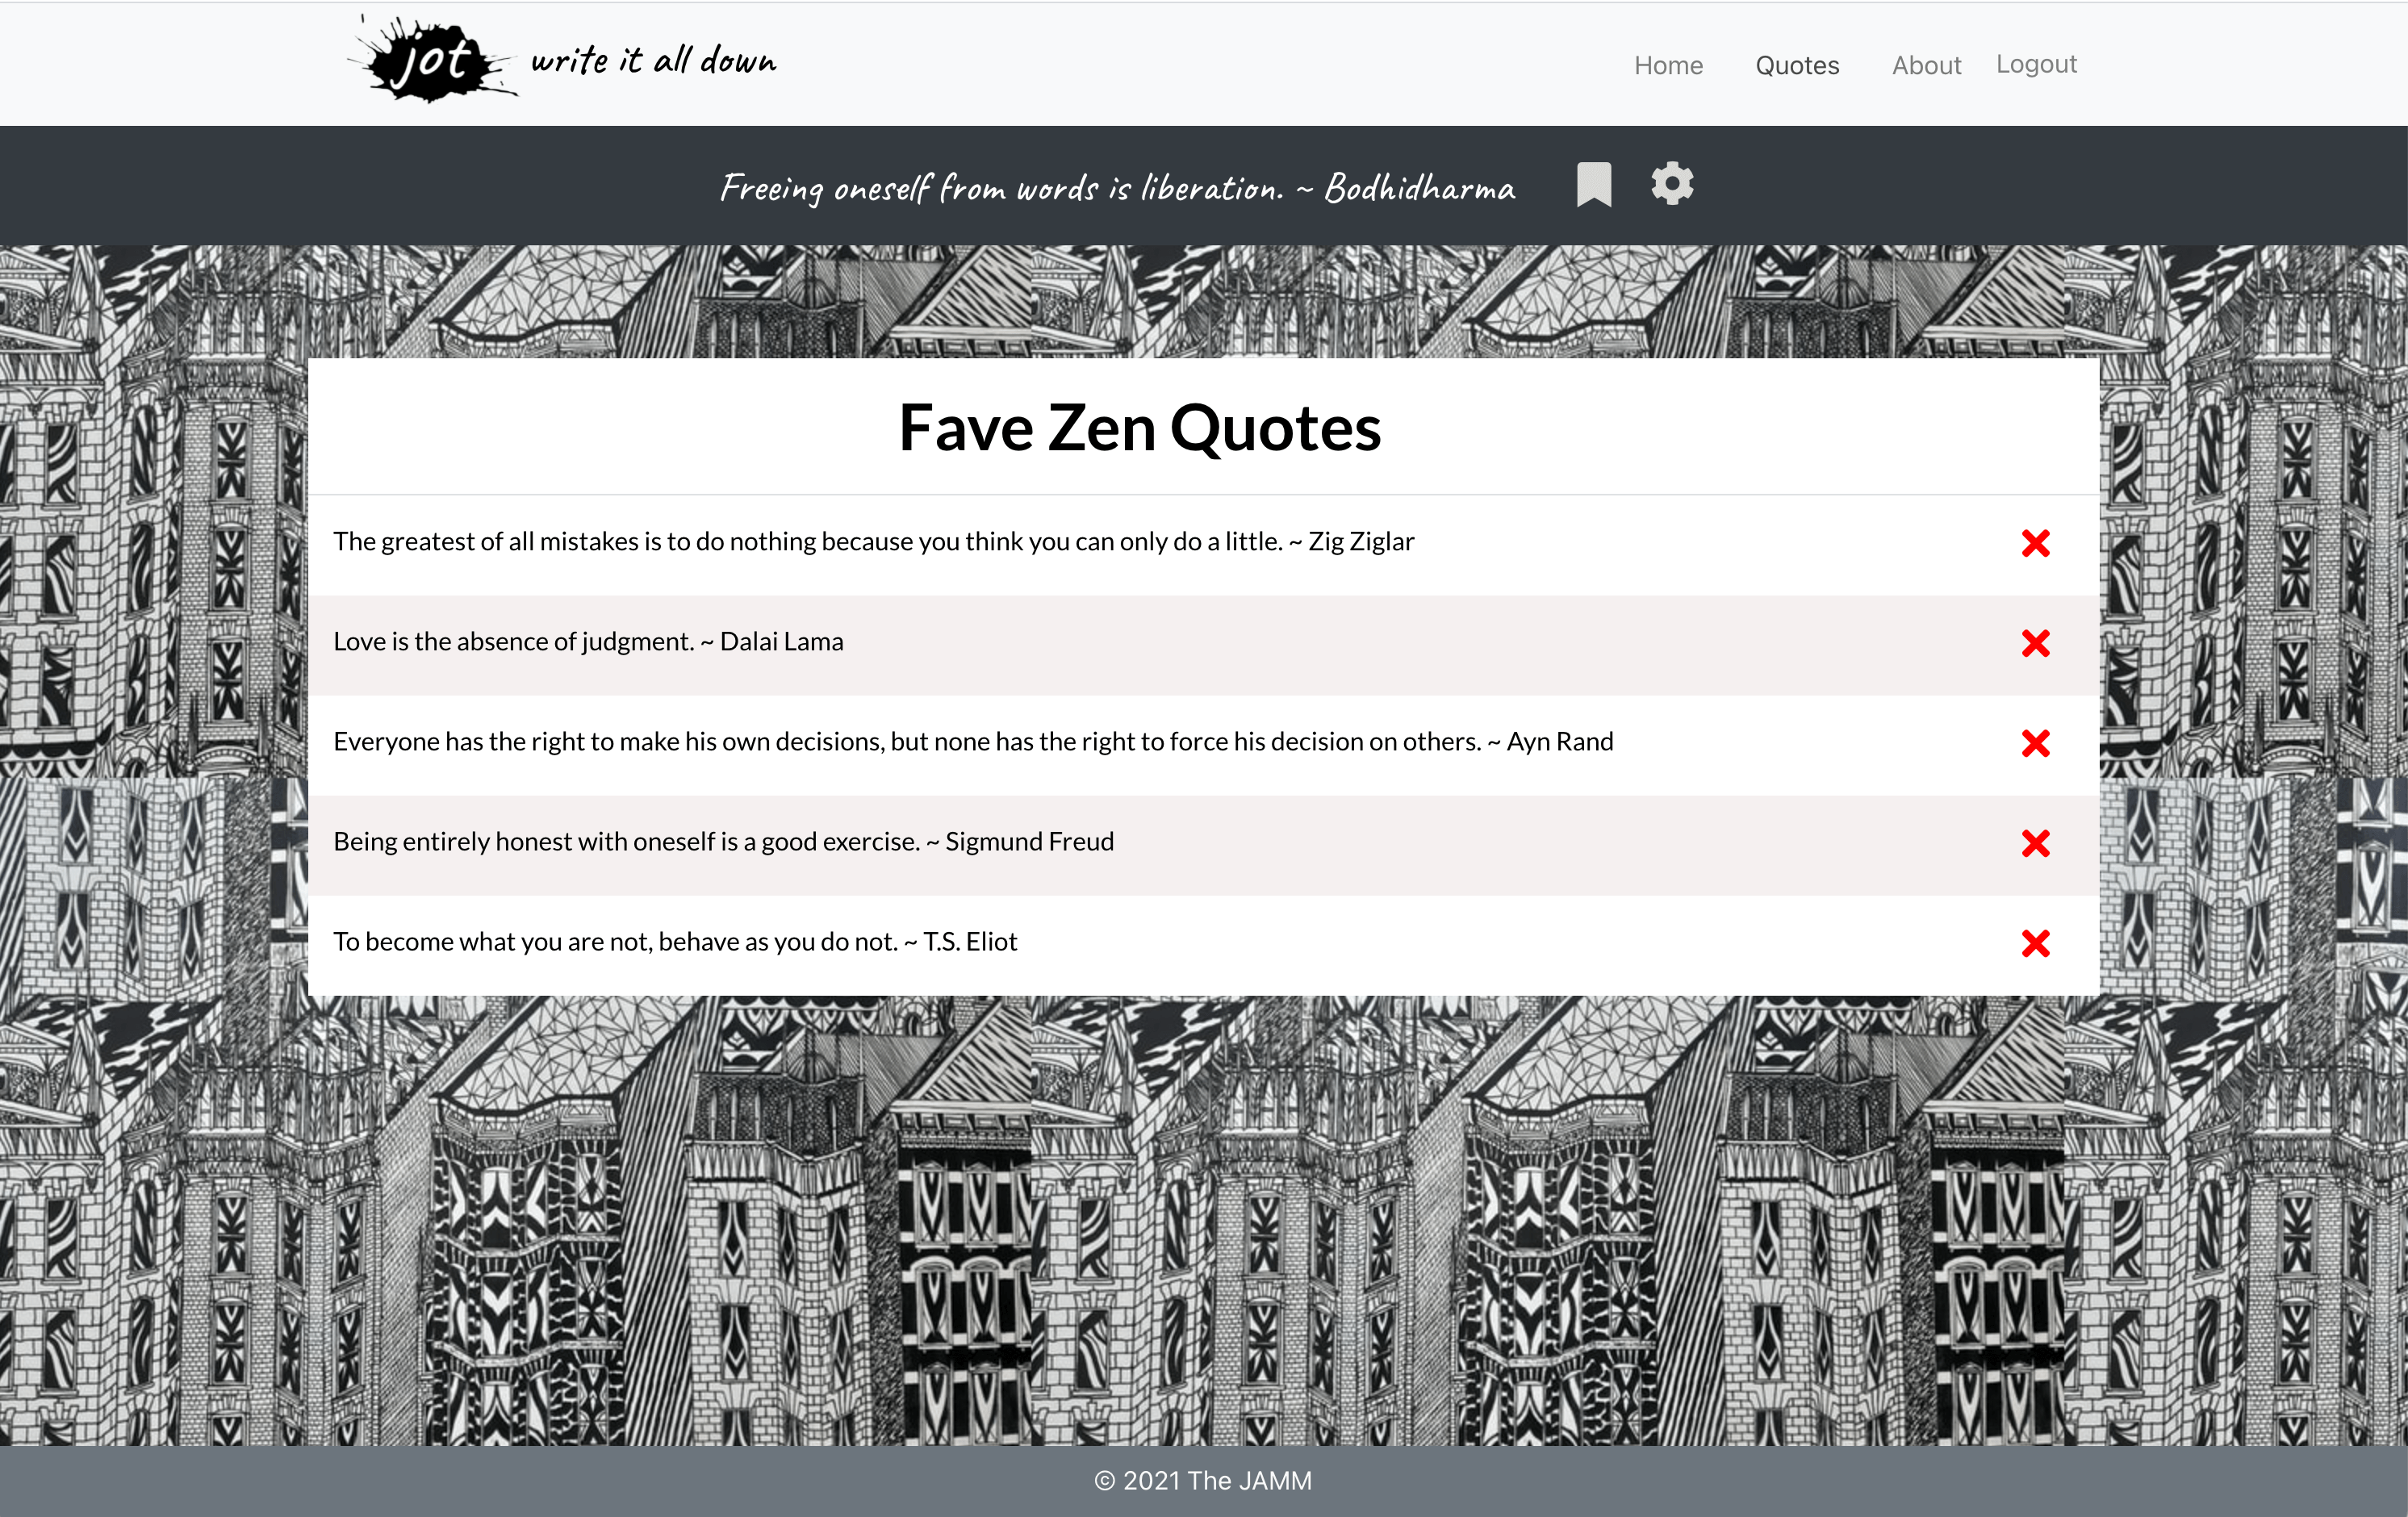 jot write it all down
Home Quotes About Logout
Freeing oneself from words is liberation. ~ Bodhidharma
Fave Zen Quotes
The greatest of all mistakes is to do nothing because you think you can only do a little. ~ Zig Ziglar
Love is the absence of judgment. ~ Dalai Lama
Everyone has the right to make his own decisions, but none has the right to force his decision on others. ~ Ayn Rand
Being entirely honest with oneself is a good exercise. ~ Sigmund Freud
To become what you are not, behave as you do not. ~ T.S. Eliot
© 2021 The JAMM